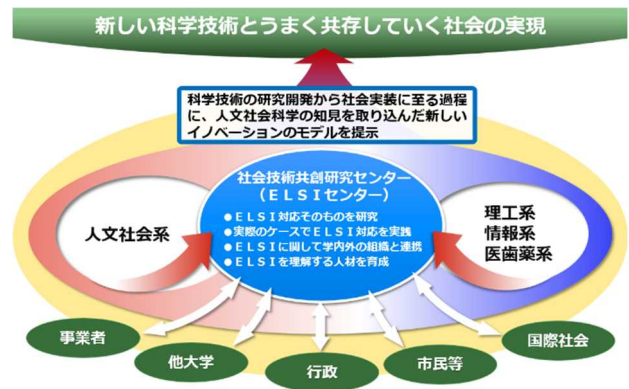 新しい科学技術とうまく共存していく社会の実現
科学技術の研究開発から社会実装に至る過程
に、人文社会科学の知見を取り込んだ新しい
イノベーションのモデルを提示
社会技術共創研究センター
（ＥＬＳＩセンター）
●ＥＬＳＩ対応そのものを研究
●実際のケースでＥＬＳＩ対応を実践
●ＥＬＳＩに関して学内外の組織と連携
●ＥＬＳＩを理解する人材を育成
人文社会系
理工系
情報系
医歯薬系
事業者
他大学
行政
市民等
国際社会